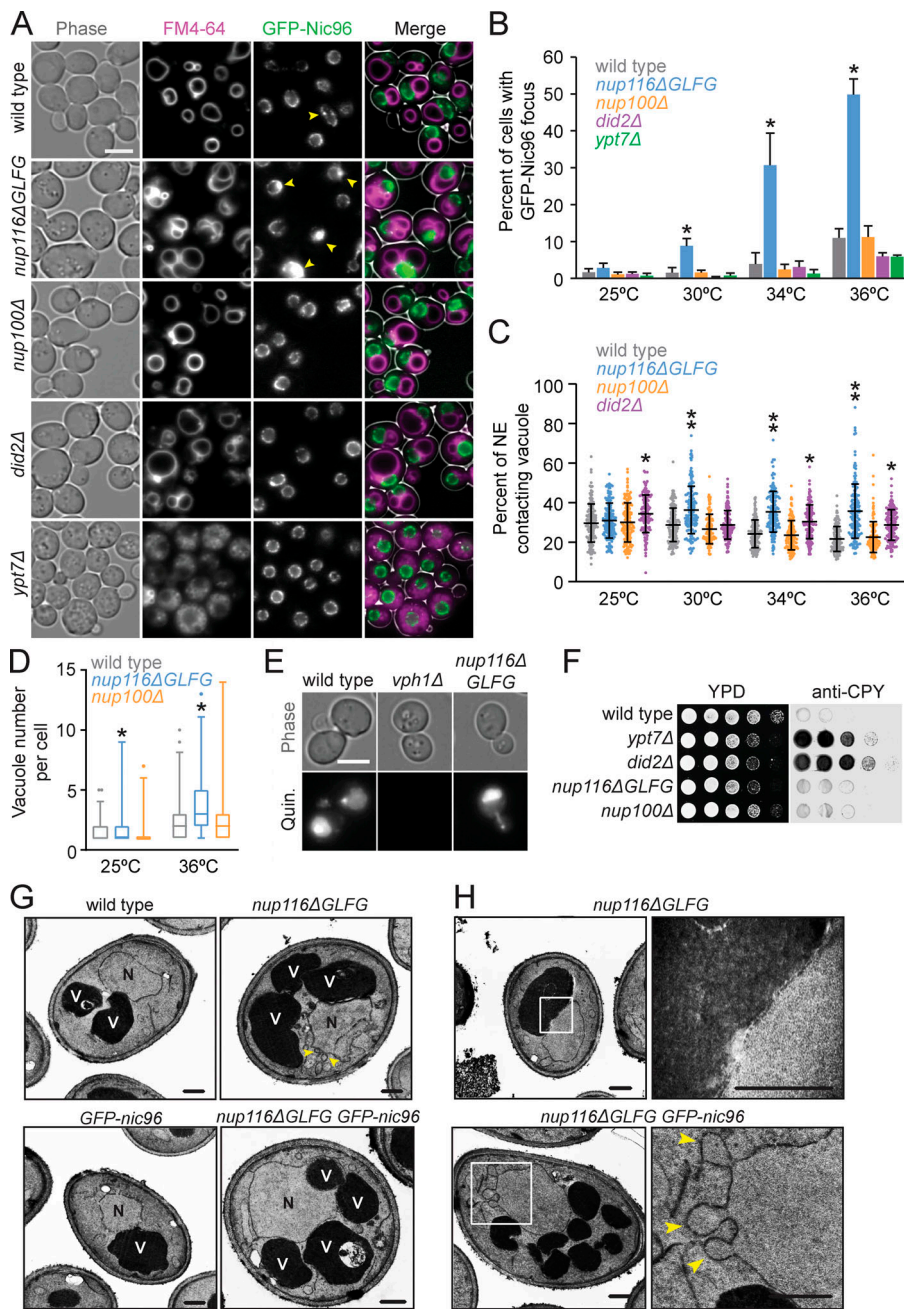 A
Phase
FM4-64
GFP-Nic96
Merge
wild type
nup116ΔGLFG
nup100Δ
did2Δ
ypt7Δ
B
wild type
nup116ΔGLFG
nup100Δ
did2Δ
ypt7Δ
Percent of cells with
GFP-Nic96 focus
60
50
40
30
20
10
0
*
*
*
25ºC
30ºC
34ºC
36ºC
C
wild type
nup116ΔGLFG
nup100Δ
did2Δ
Percent of NE
contacting vacuole
100
80
60
40
20
0
*
**
**
*
**
*
25ºC
30ºC
34ºC
36ºC
D
wild type
nup116ΔGLFG
nup100Δ
Vacuole number
per cell
15
10
5
0
*
*
25ºC
36ºC
E
wild type
vph1Δ
nup116Δ
GLFG
Phase
Quin.
F
YPD
anti-CPY
wild type
ypt7Δ
did2Δ
nup116ΔGLFG
nup100Δ
G
wild type
nup116ΔGLFG
N
V
V
V
V
V
N
GFP-nic96
nup116ΔGLFG GFP-nic96
N
V
N
V
V
V
V
H
nup116ΔGLFG
nup116ΔGLFG GFP-nic96